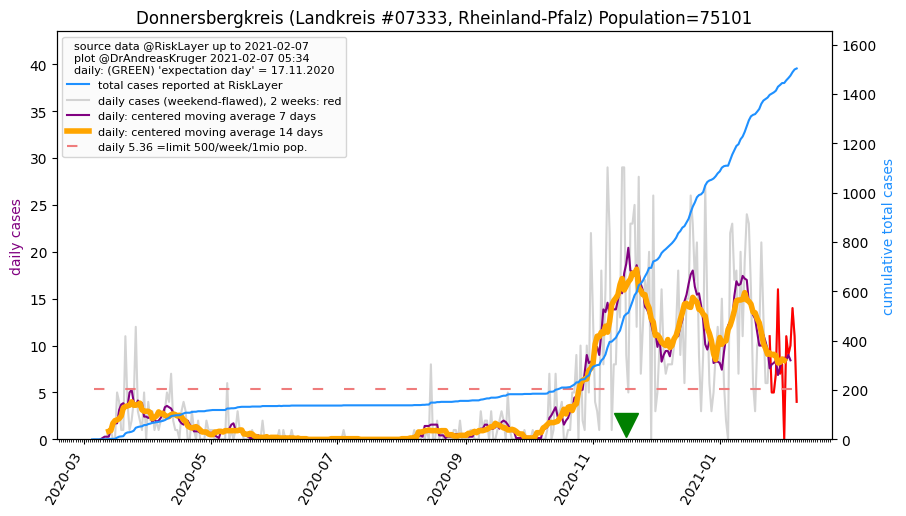 Donnersbergkreis (Landkreis #07333, Rheinland-Pfalz) Population=75101
source data @RiskLayer up to 2021-02-07
plot @DrAndreasKruger 2021-02-07 05:34
daily: (GREEN) 'expectation day' = 17.11.2020
total cases reported at RiskLayer
daily cases (weekend-flawed), 2 weeks: red
daily: centered moving average 7 days
daily: centered moving average 14 days
daily 5.36 =limit 500/week/1mio pop.
daily cases
40
35
30
25
20
15
10
5
0
cumulative total cases
1600
1400
1200
1000
800
600
400
200
0
2020-03
2020-05
2020-07
2020-09
2020-11
2021-01